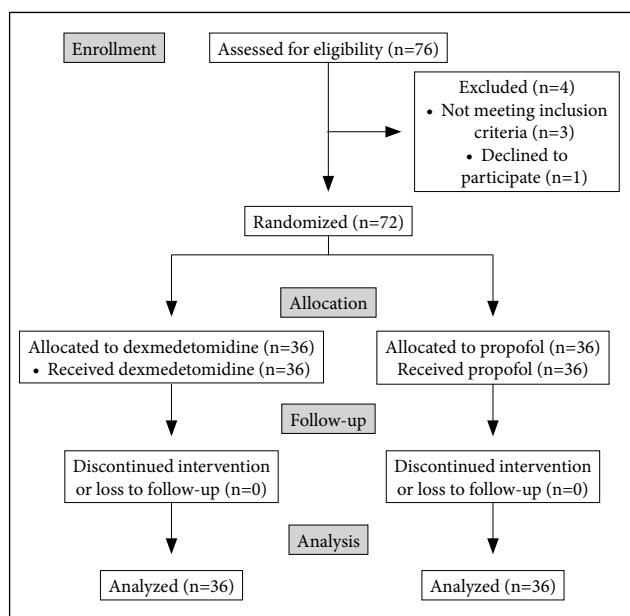 Enrollment
Assessed for eligibility (n=76)
Excluded (n=4)
• Not meeting inclusion
criteria (n=3)
• Declined to
participate (n=1)
Randomized (n=72)
Allocation
Allocated to dexmedetomidine (n=36)
• Received dexmedetomidine (n=36)
Allocated to propofol (n=36)
Received propofol (n=36)
Follow-up
Discontinued intervention
or loss to follow-up (n=0)
Discontinued intervention
or loss to follow-up (n=0)
Analysis
Analyzed (n=36)
Analyzed (n=36)